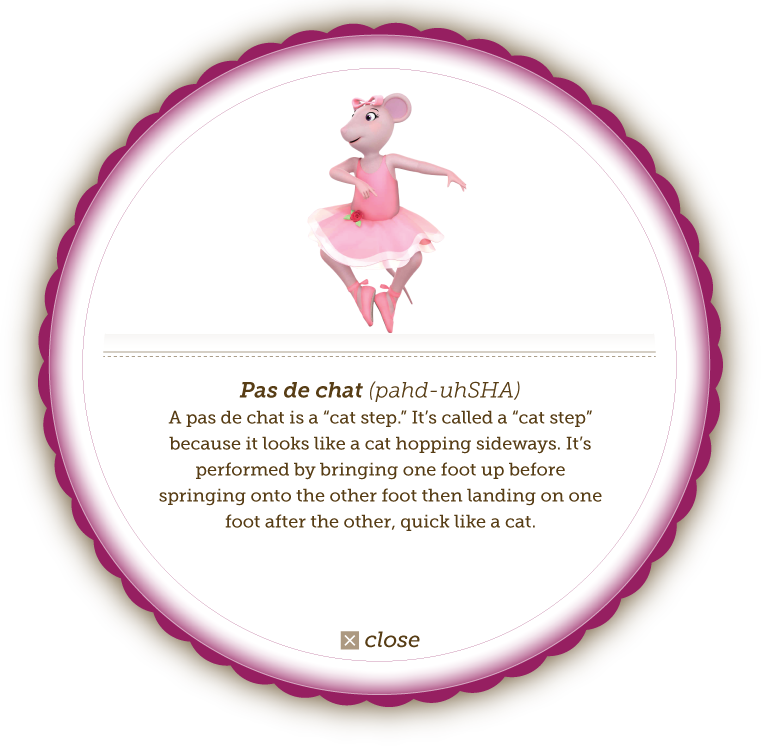 Pas de chat (pahd-uhSHA)
A pas de chat is a “cat step.” It’s called a “cat step”
because it looks like a cat hopping sideways. It’s
performed by bringing one foot up before
springing onto the other foot then landing on one
foot after the other, quick like a cat.
close